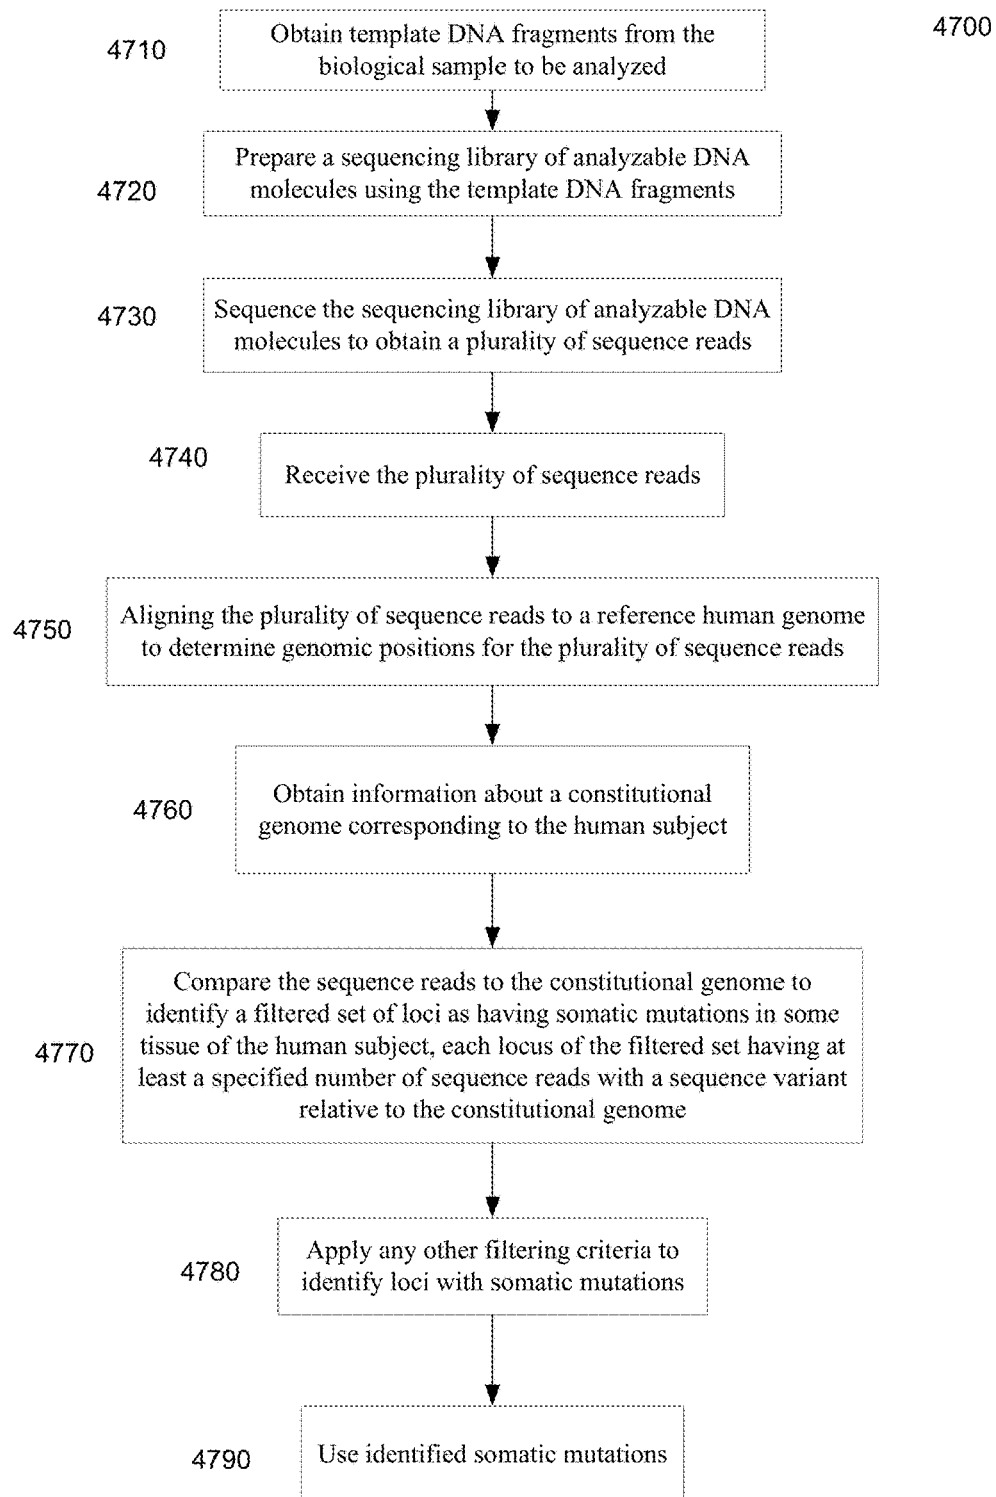 4700
4710
Obtain template DNA fragments from the
biological sample to be analyzed
4720
Prepare a sequencing library of analyzable DNA
molecules using the template DNA fragments
4730
Sequence the sequencing library of analyzable DNA
molecules to obtain a plurality of sequence reads
4740
Receive the plurality of sequence reads
4750
Aligning the plurality of sequence reads to a reference human genome
to determine genomic positions for the plurality of sequence reads
4760
Obtain information about a constitutional
genome corresponding to the human subject
4770
Compare the sequence reads to the constitutional genome to
identify a filtered set of loci as having somatic mutations in some
tissue of the human subject, each locus of the filtered set having at
least a specified number of sequence reads with a sequence variant
relative to the constitutional genome
4780
Apply any other filtering criteria to
identify loci with somatic mutations
4790
Use identified somatic mutations